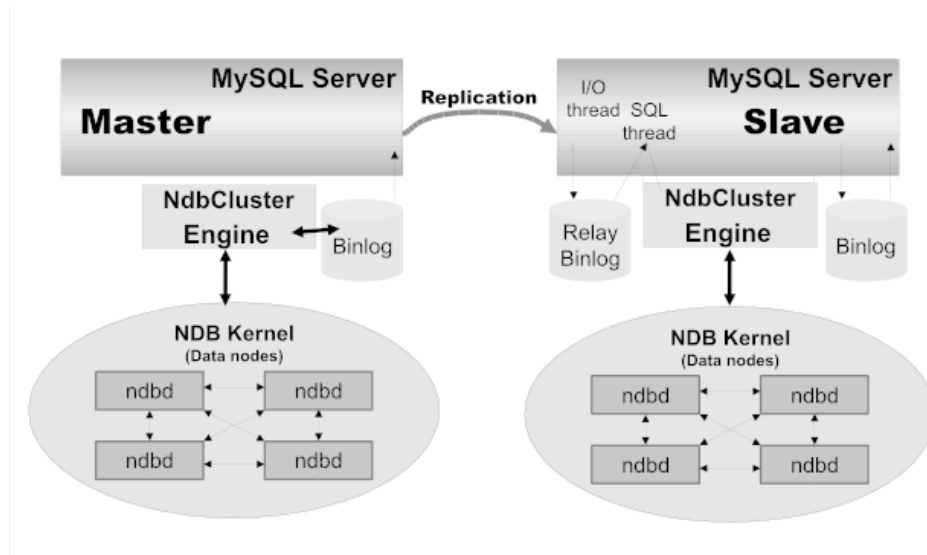 MySQL Server
Master
Replication
MySQL Server
I/O
thread
SQL
thread
Slave
NdbCluster
Engine
Binlog
Relay
Binlog
NdbCluster
Engine
Binlog
NDB Kernel
(Data nodes)
ndbd
ndbd
ndbd
ndbd
NDB Kernel
(Data nodes)
ndbd
ndbd
ndbd
ndbd